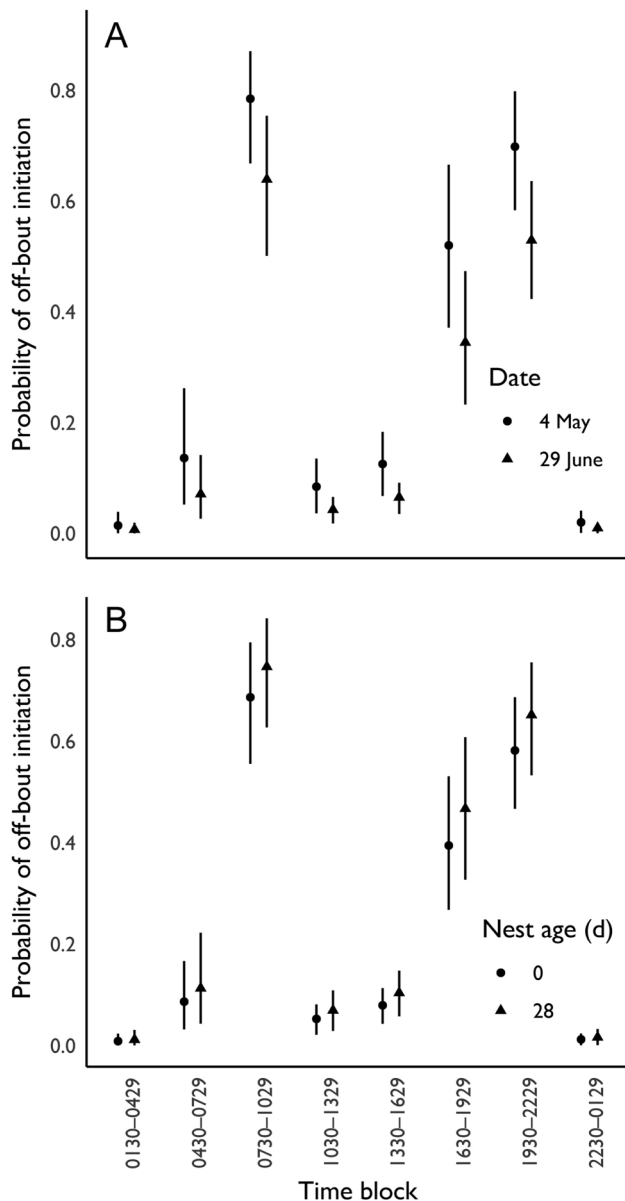 A
Probability of off-bout initiation
0.8
0.6
0.4
0.2
0.0
Date
4 May
29 June
B
Probability of off-bout initiation
0.8
0.6
0.4
0.2
0.0
Nest age (d)
0
28
0130–0429
0430–0729
0730–1029
1030–1329
1330–1629
1630–1929
1930–2229
2230–0129
Time block